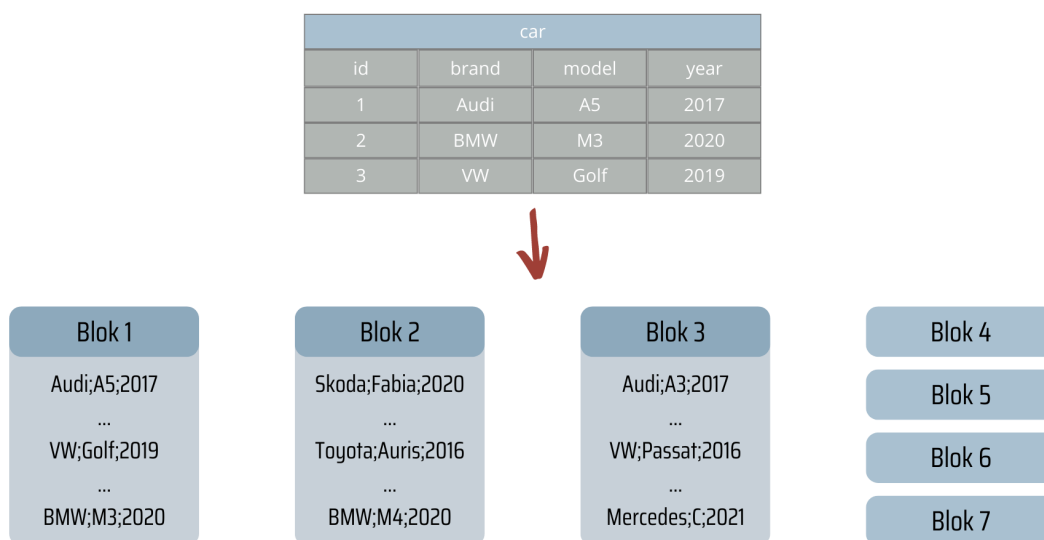 car
id brand model year
1 Audi A5 2017
2 BMW M3 2020
3 VW Golf 2019
Blok 1
Audi;A5;2017
...
VW;Golf;2019
...
BMW;M3;2020
Blok 2
Skoda;Fabia;2020
...
Toyota;Auris;2016
...
BMW;M4;2020
Blok 3
Audi;A3;2017
...
VW;Passat;2016
...
Mercedes;C;2021
Blok 4
Blok 5
Blok 6
Blok 7